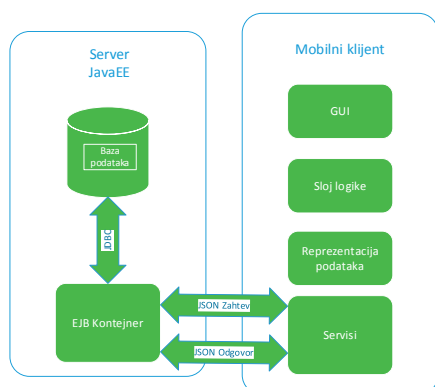 Server
JavaEE
Baza
podataka
JDBC
EJB Kontejner
Mobilni klijent
GUI
Sloj logike
Reprezentacija
podataka
JSON Zahtev
JSON Odgovor
Servisi